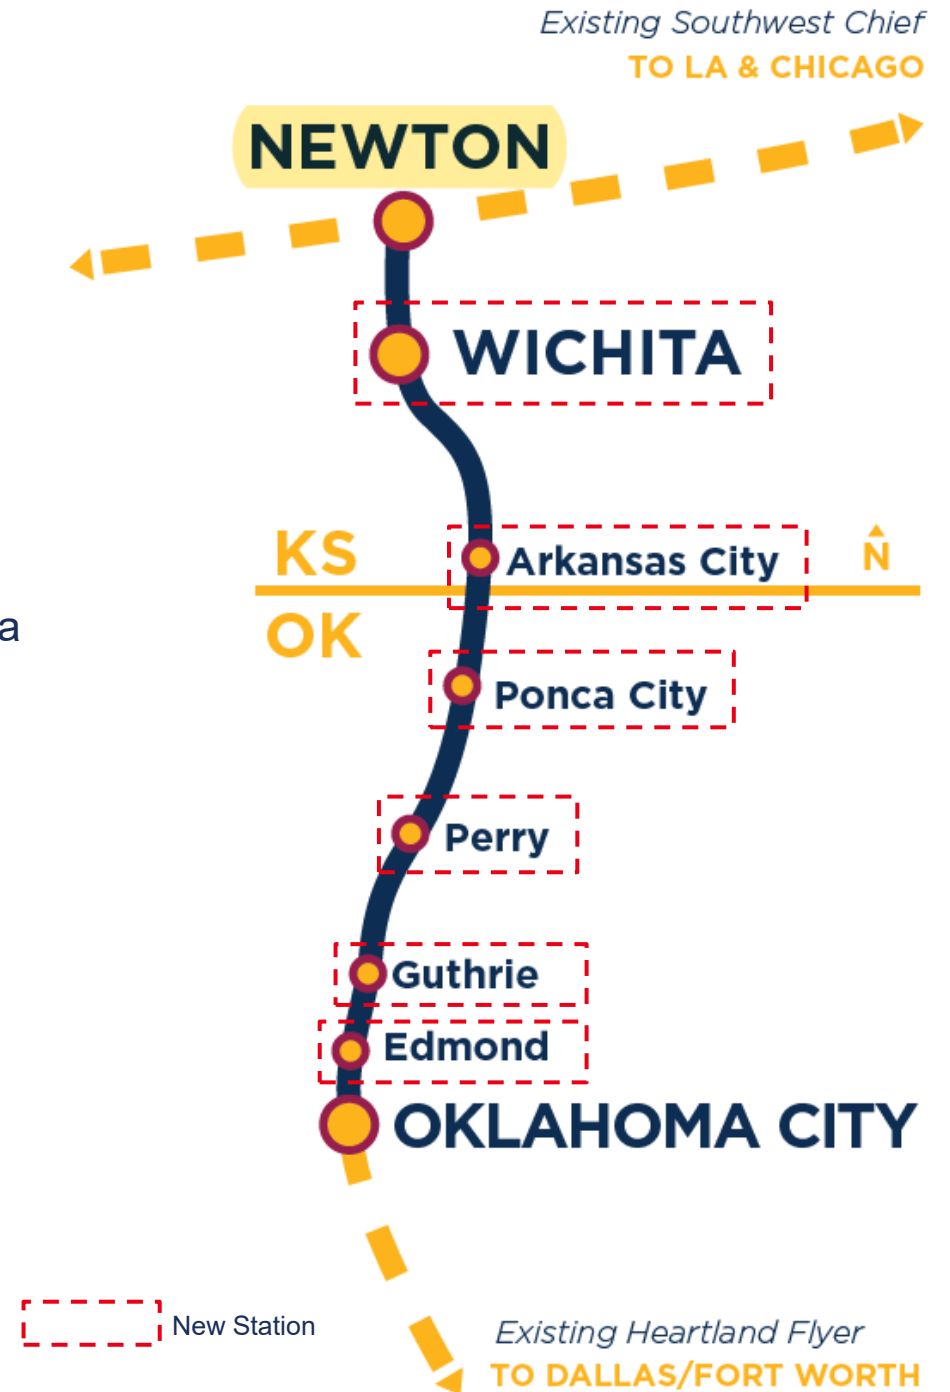 Existing Southwest Chief
TO LA & CHICAGO
NEWTON
WICHITA
KS
Arkansas City
N
OK
a
Ponca City
Perry
Guthrie
Edmond
OKLAHOMA CITY
New Station
Existing Heartland Flyer
TO DALLAS/FORT WORTH